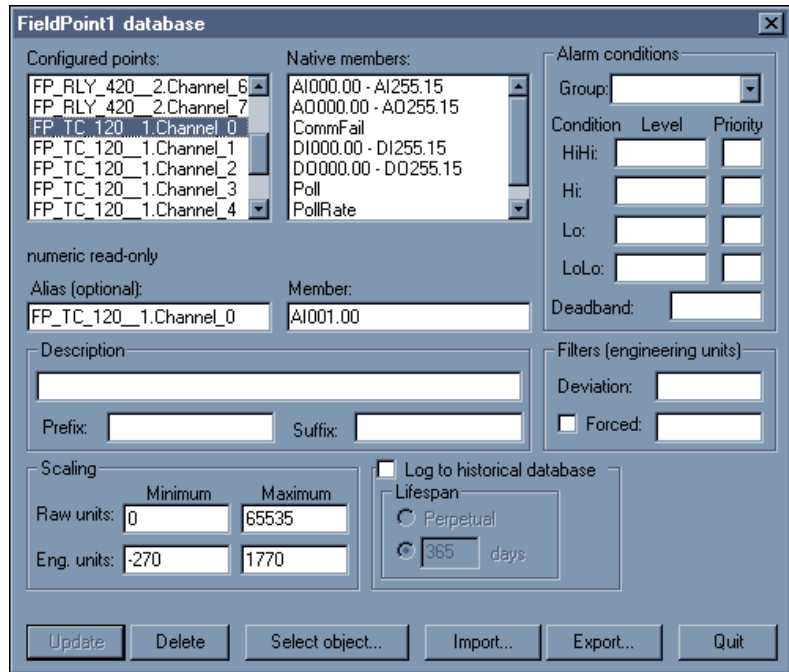 FieldPoint1 database
Configured points:
FP_RLY_420__2.Channel_6
FP_RLY_420__2.Channel_7
FP_TC_120__1.Channel_0
FP_TC_120__1.Channel_1
FP_TC_120__1.Channel_2
FP_TC_120__1.Channel_3
FP_TC_120__1.Channel_4
Native members:
AI000.00 - AI255.15
AO000.00 - AO255.15
CommFail
DI000.00 - DI255.15
DO000.00 - DO255.15
Poll
PollRate
Alarm conditions
Group:
Condition Level Priority
HiHi:
Hi:
Lo:
LoLo:
Deadband:
numeric read-only
Alias (optional):
FP_TC_120__1.Channel_0
Member:
AI001.00
Description
Prefix:
Suffix:
Filters (engineering units)
Deviation:
Forced:
Scaling
Minimum Maximum
Raw units: 0 65535
Eng. units: -270 1770
Log to historical database
Lifespan
Perpetual
365 days
Update Delete Select object... Import... Export... Quit